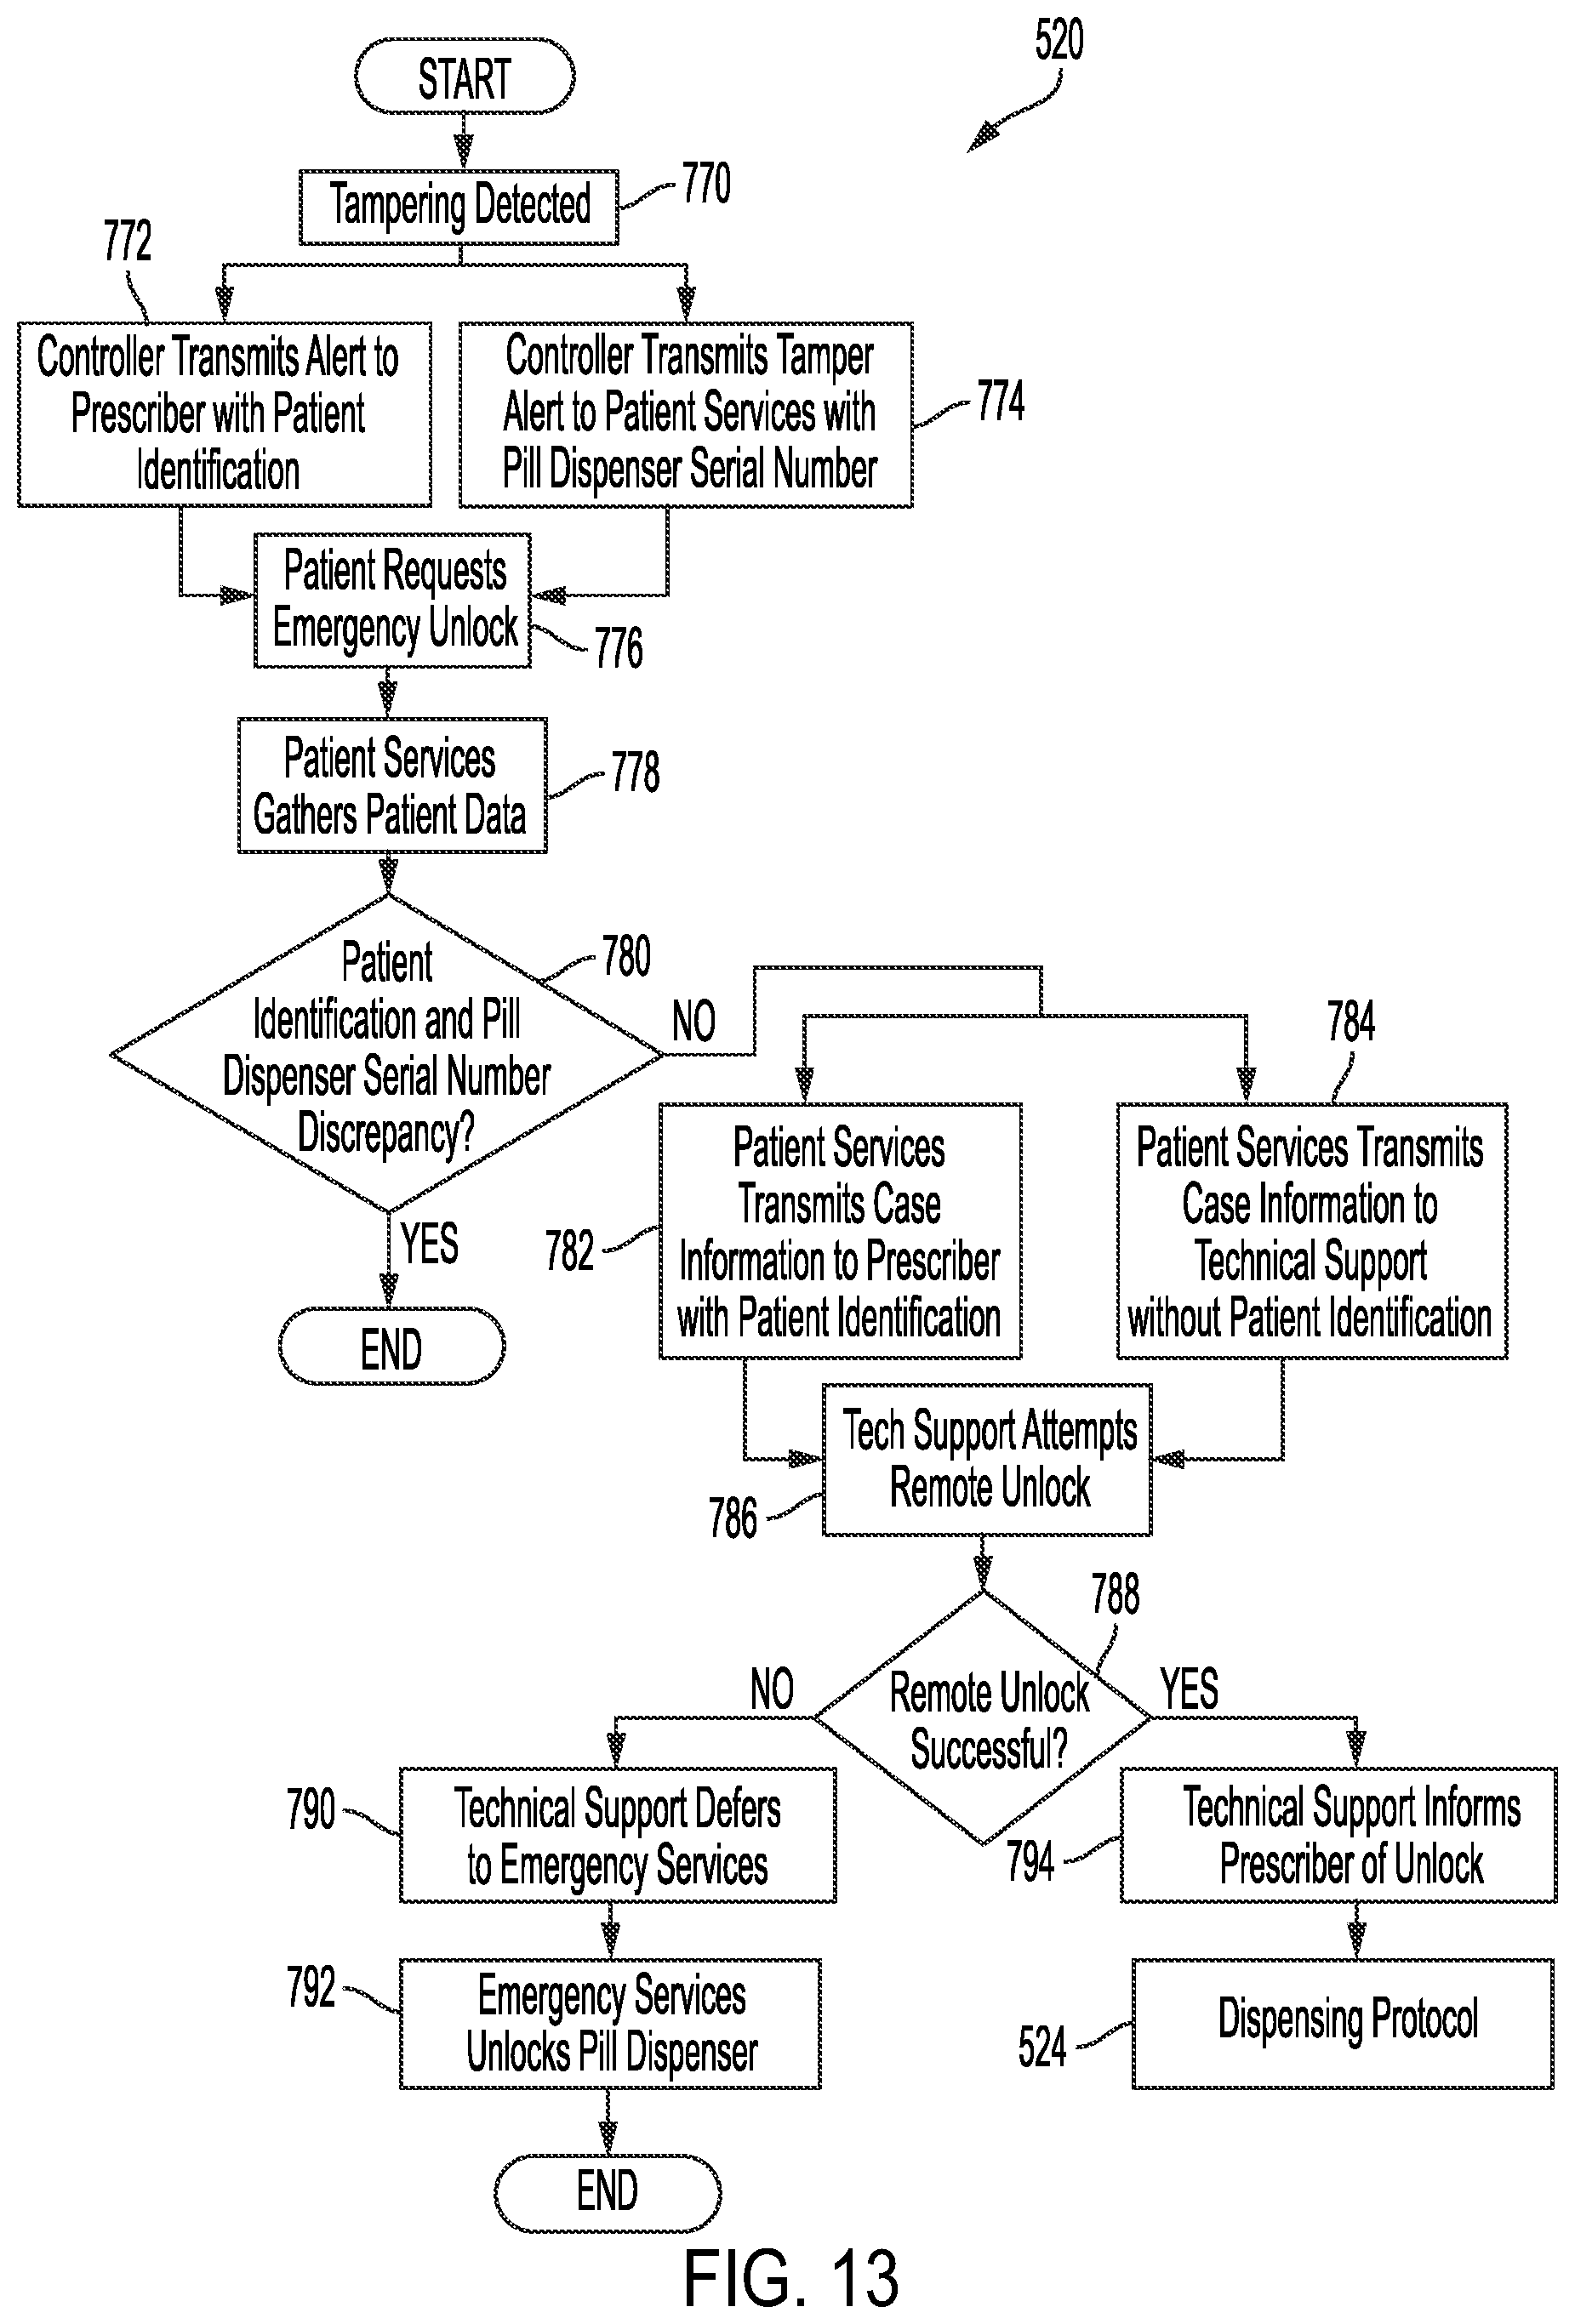 520
START
Tampering Detected
770
772
Controller Transmits Alert to
Prescriber with Patient
Identification
Controller Transmits Tamper
Alert to Patient Services with
Pill Dispenser Serial Number
774
Patient Requests
Emergency Unlock
776
Patient Services
Gathers Patient Data
778
Patient
Identification and Pill
Dispenser Serial Number
Discrepancy?
780
NO
YES
END
782
Patient Services
Transmits Case
Information to Prescriber
with Patient Identification
784
Patient Services Transmits
Case Information to
Technical Support
without Patient Identification
Tech Support Attempts
Remote Unlock
786
788
Remote Unlock
Successful?
NO
YES
790
Technical Support Defers
to Emergency Services
794
Technical Support Informs
Prescriber of Unlock
792
Emergency Services
Unlocks Pill Dispenser
524
Dispensing Protocol
END
FIG. 13